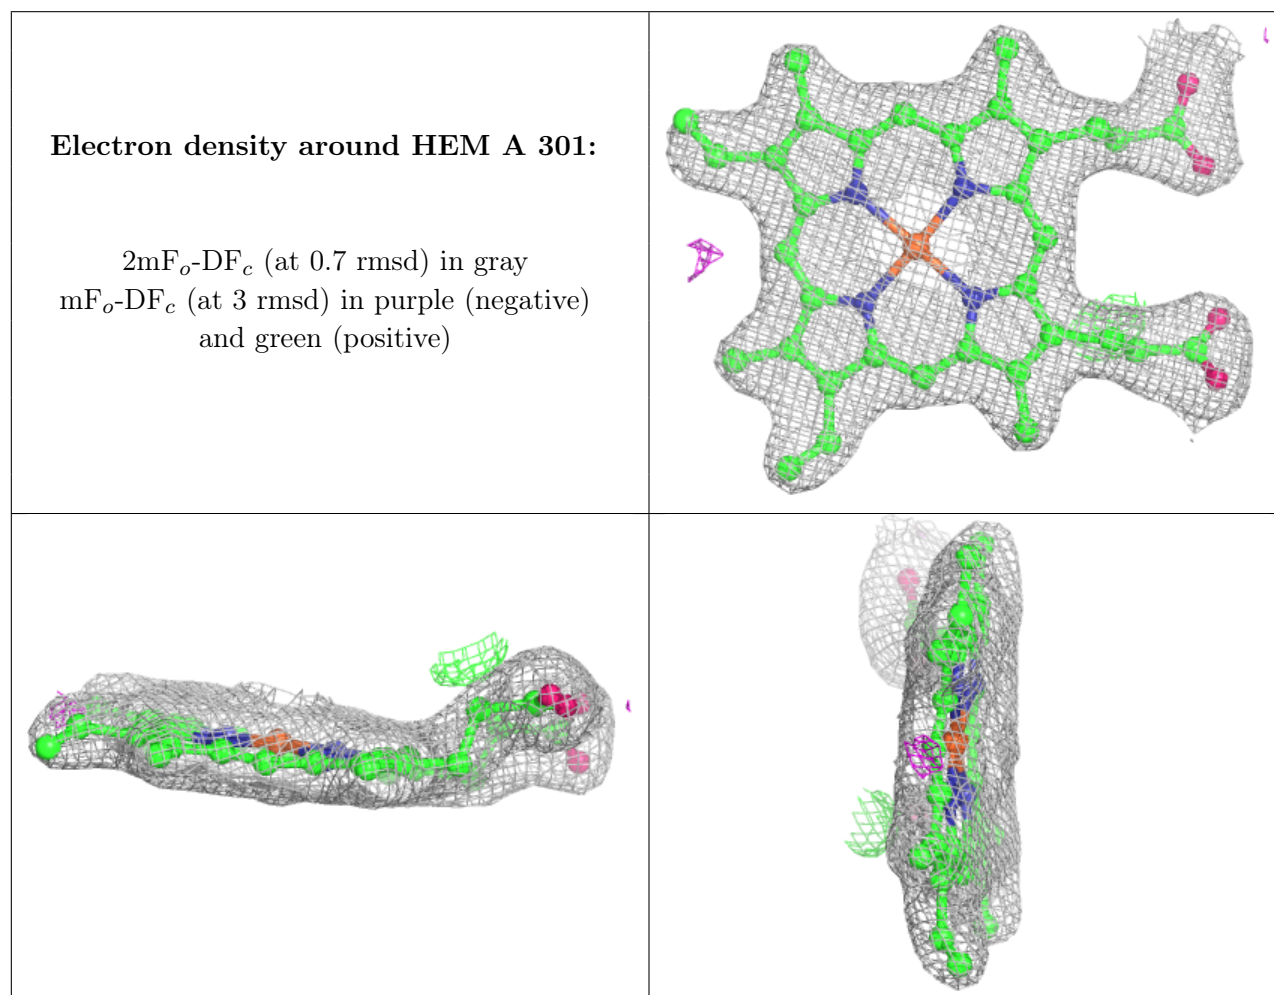 Electron density around HEM A 301:
2mFₒ-DF𝒸 (at 0.7 rmsd) in gray
mFₒ-DF𝒸 (at 3 rmsd) in purple (negative)
and green (positive)